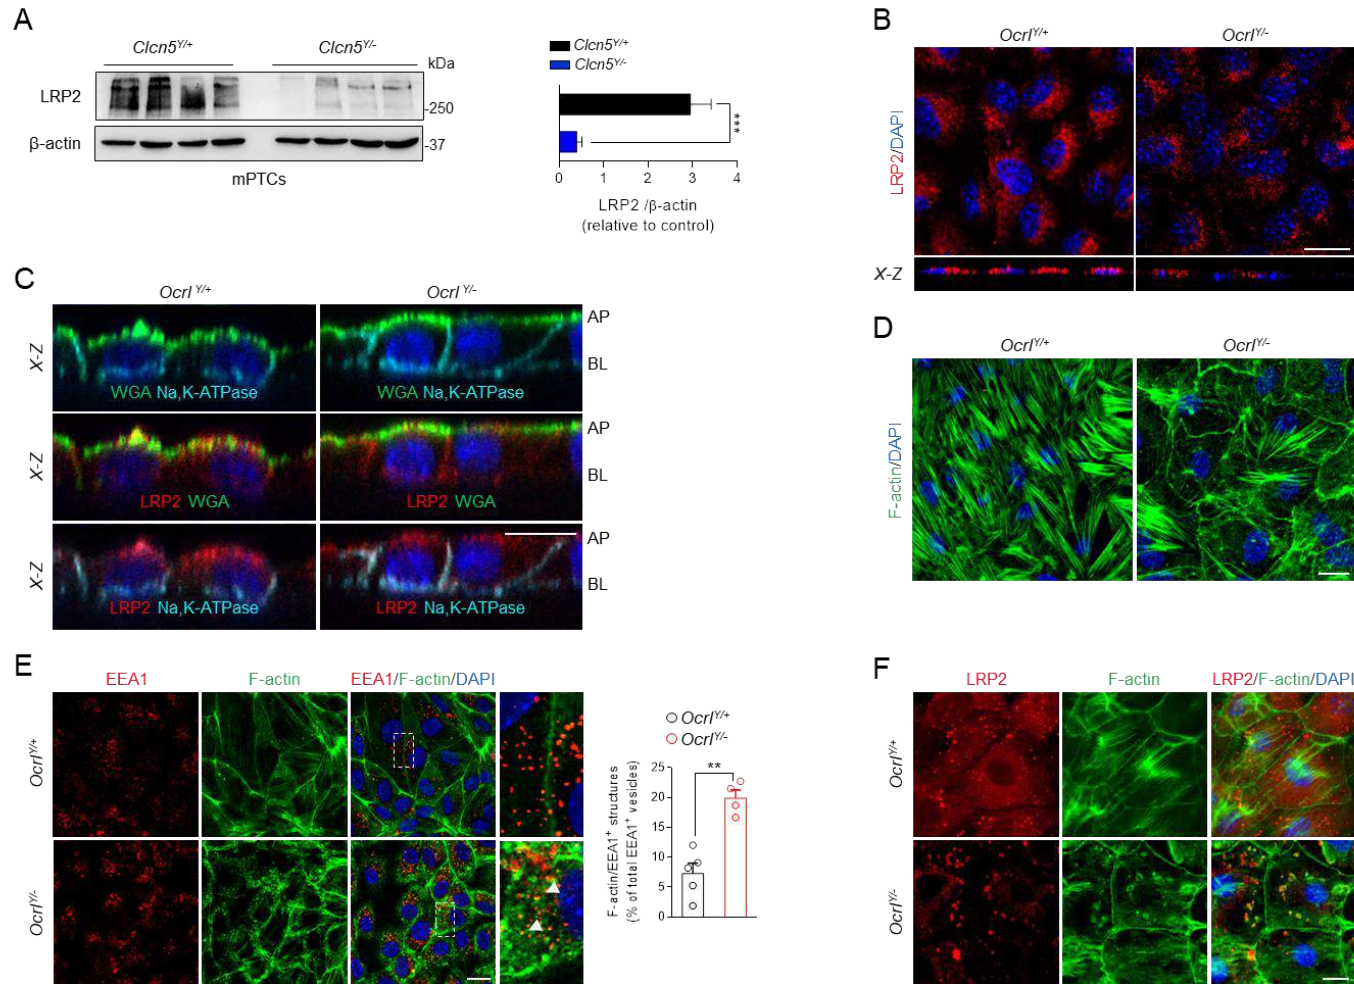 A
Clcn5Y/+ Clcn5Y/-
kDa
LRP2
-250
β-actin
-37
mPTCs
Clcn5Y/+
Clcn5Y/-
***
0 1 2 3 4
LRP2 /β-actin
(relative to control)
B
OcrlY/+ OcrlY/-
LRP2/DAPI
X-Z
C
Ocrl Y/+ Ocrl Y/-
X-Z
AP
BL
WGA Na,K-ATPase WGA Na,K-ATPase
X-Z
AP
BL
LRP2 WGA LRP2 WGA
X-Z
AP
BL
LRP2 Na,K-ATPase LRP2 Na,K-ATPase
D
OcrlY/+ OcrlY/-
F-actin/DAPI
E
EEA1 F-actin EEA1/F-actin/DAPI
OcrlY/+
OcrlY/-
OcrlY/+
OcrlY/-
F-actin/EEA1+ structures
(% of total EEA1+ vesicles)
25
20
15
10
5
0
**
F
LRP2 F-actin LRP2/F-actin/DAPI
OcrlY/+
OcrlY/-